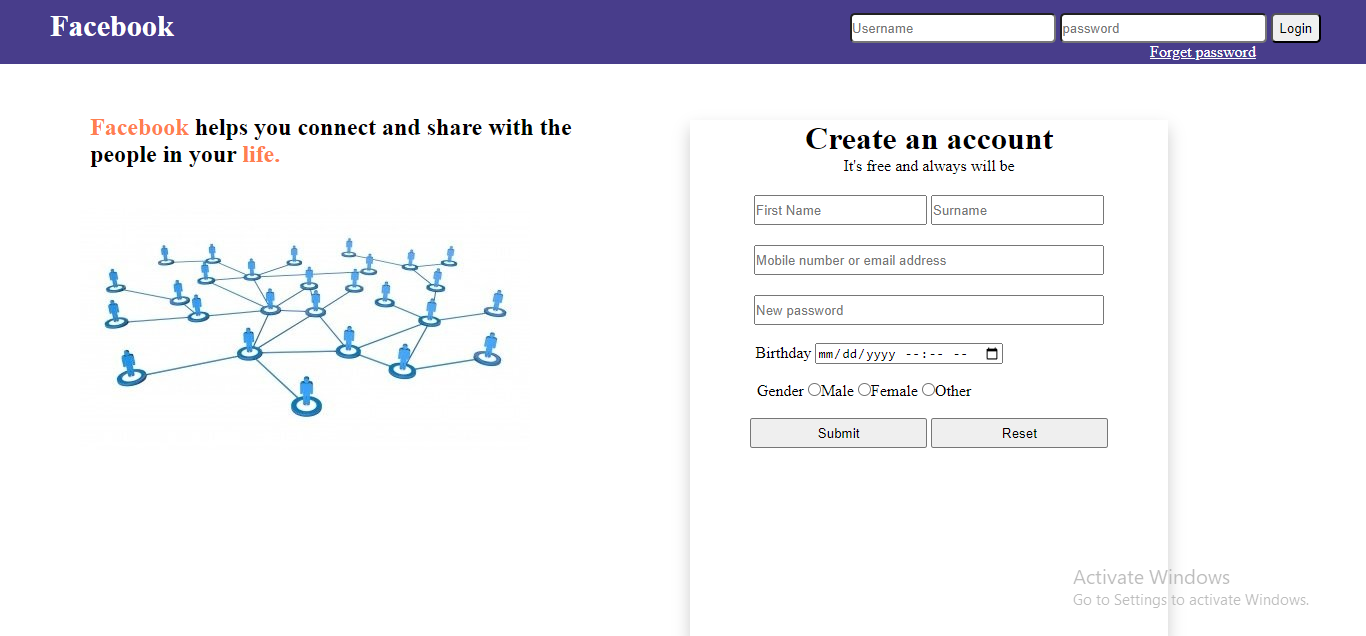 Facebook
Username password Login
Forget password
Facebook helps you connect and share with the
people in your life.
Create an account
It's free and always will be
First Name Surname
Mobile number or email address
New password
Birthday mm/dd/yyyy --:-- --
Gender Male Female Other
Submit Reset
Activate Windows
Go to Settings to activate Windows.